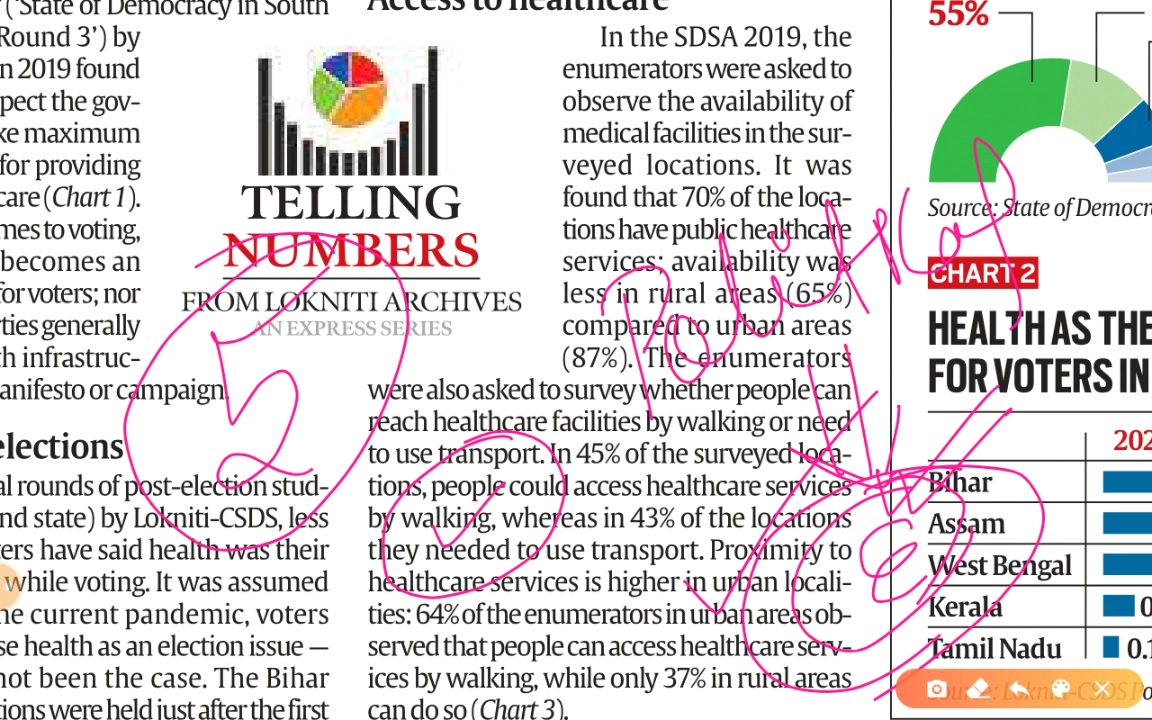 ('State of Democracy in South
Round 3') by
n 2019 found
pect the gov-
ke maximum
for providing
care (Chart 1).
mes to voting,
becomes an
for voters; nor
ties generally
th infrastruc-
anifesto or campaign.
elections
al rounds of post-election stud-
nd state) by Lokniti-CSDS, less
ters have said health was their
while voting. It was assumed
ne current pandemic, voters
se health as an election issue —
not been the case. The Bihar
tions were held just after the first
TELLING
NUMBERS
FROM LOKNITI ARCHIVES
AN EXPRESS SERIES
5
Access to healthcare
In the SDSA 2019, the
enumerators were asked to
observe the availability of
medical facilities in the sur-
veyed locations. It was
found that 70% of the loca-
tions have public healthcare
services; availability was
less in rural areas (65%)
compared to urban areas
(87%). The enumerators
were also asked to survey whether people can
reach healthcare facilities by walking or need
to use transport. In 45% of the surveyed loca-
tions, people could access healthcare services
by walking, whereas in 43% of the locations
they needed to use transport. Proximity to
healthcare services is higher in urban locali-
ties: 64% of the enumerators in urban areas ob-
served that people can access healthcare serv-
ices by walking, while only 37% in rural areas
can do so (Chart 3).
Political
55%
Source: State of Democr
CHART 2
HEALTH AS THE
FOR VOTERS IN
202
Bihar
Assam
West Bengal
Kerala 0
Tamil Nadu 0.1
Source: Lokniti-CSDS Po